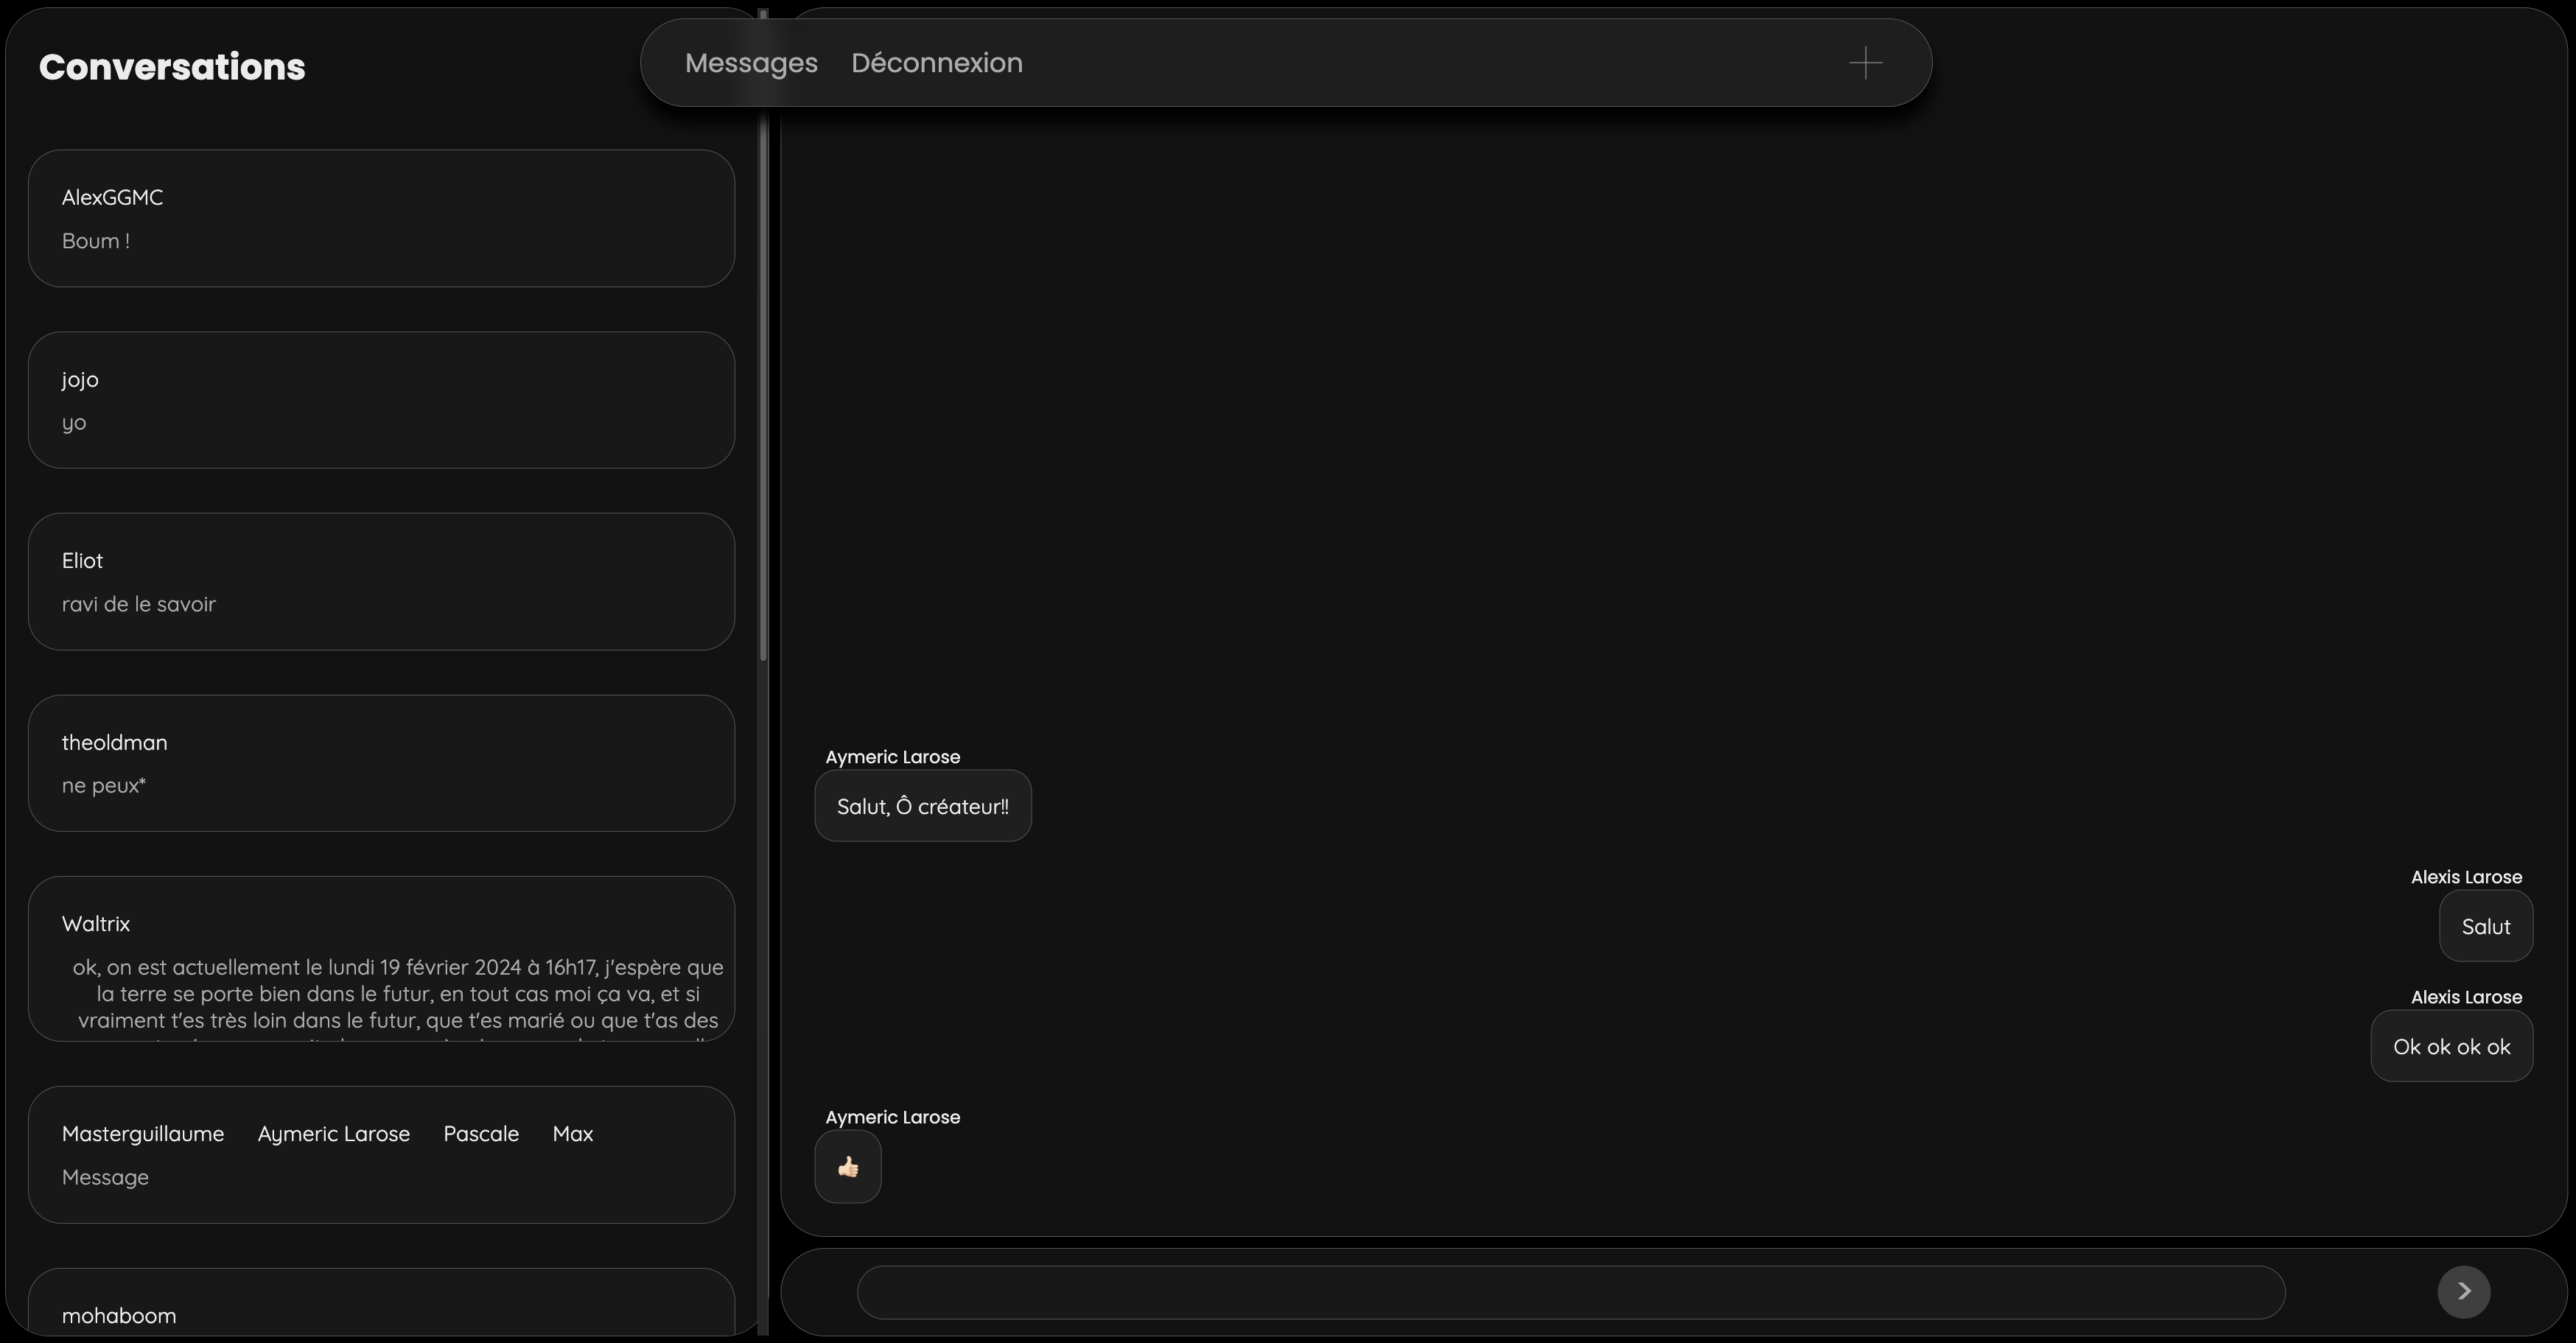 Conversations
Messages
Déconnexion
AlexGGMC
Boum !
jojo
yo
Eliot
ravi de le savoir
theoldman
ne peux*
Waltrix
ok, on est actuellement le lundi 19 février 2024 à 16h17, j'espère que
la terre se porte bien dans le futur, en tout cas moi ça va, et si
vraiment t'es très loin dans le futur, que t'es marié ou que t'as des
Masterguillaume Aymeric Larose Pascale Max
Message
mohaboom
Aymeric Larose
Salut, Ô créateur!!
Alexis Larose
Salut
Alexis Larose
Ok ok ok ok
Aymeric Larose
👍🏻